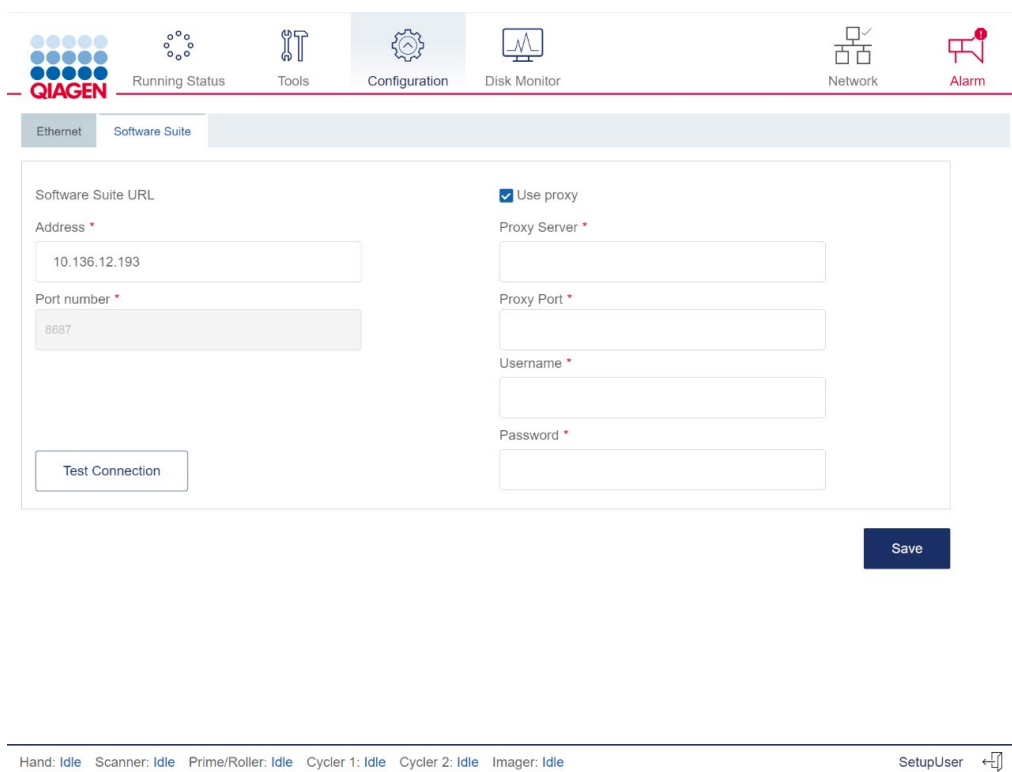 QIAGEN
Running Status
Tools
Configuration
Disk Monitor
Network
Alarm
Ethernet
Software Suite
Software Suite URL
Use proxy
Address *
Proxy Server *
10.136.12.193
Port number *
Proxy Port *
8687
Username *
Password *
Test Connection
Save
Hand: Idle Scanner: Idle Prime/Roller: Idle Cycler 1: Idle Cycler 2: Idle Imager: Idle
SetupUser